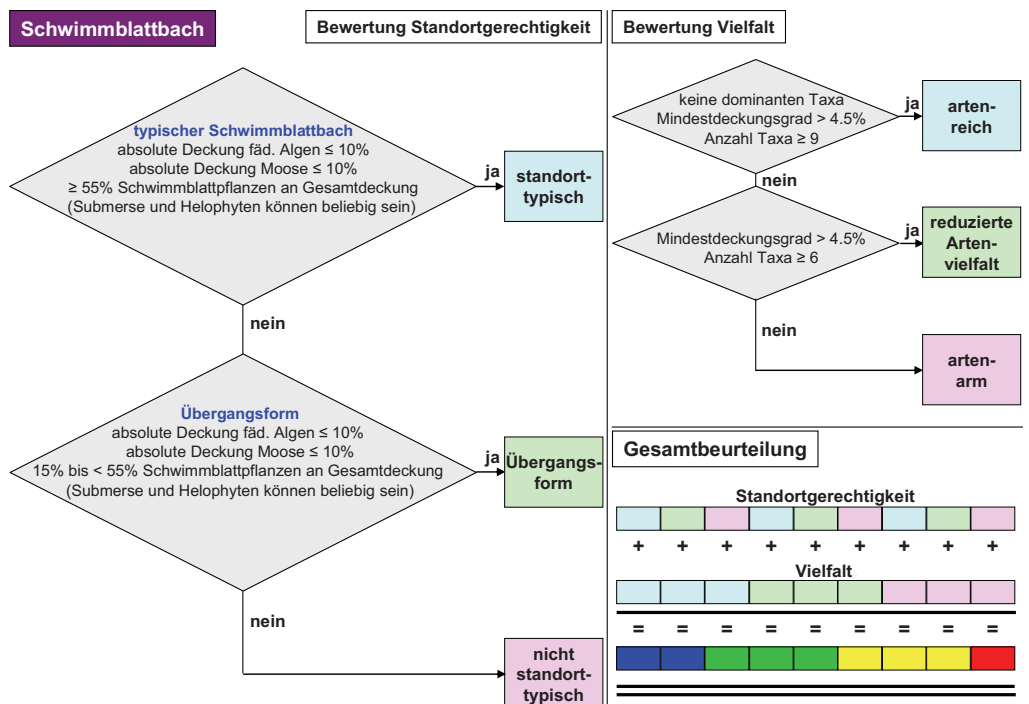 Schwimmblattbach
Bewertung Standortgerechtigkeit
typischer Schwimmblattbach
absolute Deckung fäd. Algen ≤ 10%
absolute Deckung Moose ≤ 10%
≥ 55% Schwimmblattpflanzen an Gesamtdeckung
(Submerse und Helophyten können beliebig sein)
ja
standort-
typisch
nein
Übergangsform
absolute Deckung fäd. Algen ≤ 10%
absolute Deckung Moose ≤ 10%
15% bis < 55% Schwimmblattpflanzen an Gesamtdeckung
(Submerse und Helophyten können beliebig sein)
ja
Übergangs-
form
nein
nicht
standort-
typisch
Bewertung Vielfalt
keine dominanten Taxa
Mindestdeckungsgrad > 4.5%
Anzahl Taxa ≥ 9
ja
arten-
reich
nein
Mindestdeckungsgrad > 4.5%
Anzahl Taxa ≥ 6
ja
reduzierte
Arten-
vielfalt
nein
arten-
arm
Gesamtbeurteilung
Standortgerechtigkeit
+ + + + + + + + +
Vielfalt
= = = = = = = = =